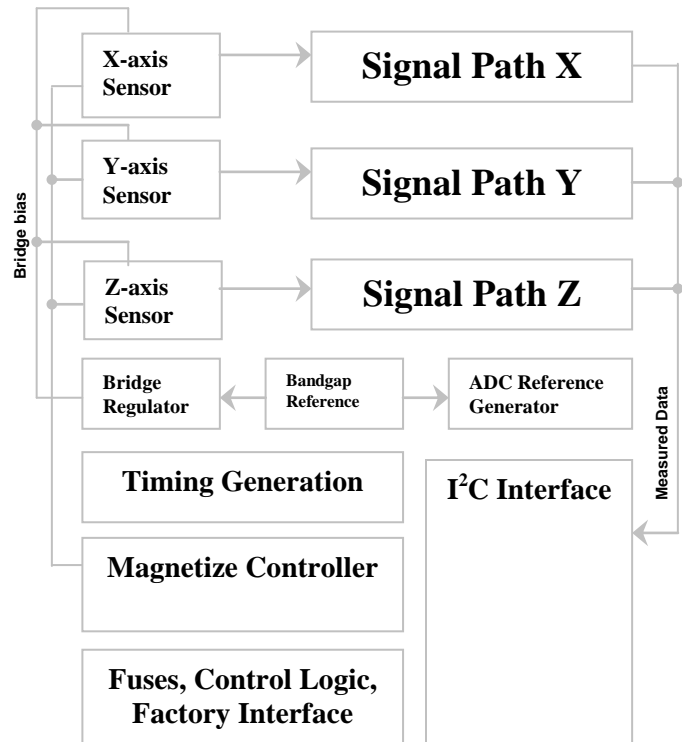 X-axis
Sensor
Signal Path X
Y-axis
Sensor
Signal Path Y
Bridge bias
Z-axis
Sensor
Signal Path Z
Bridge
Regulator
Bandgap
Reference
ADC Reference
Generator
Measured Data
Timing Generation
I²C Interface
Magnetize Controller
Fuses, Control Logic,
Factory Interface